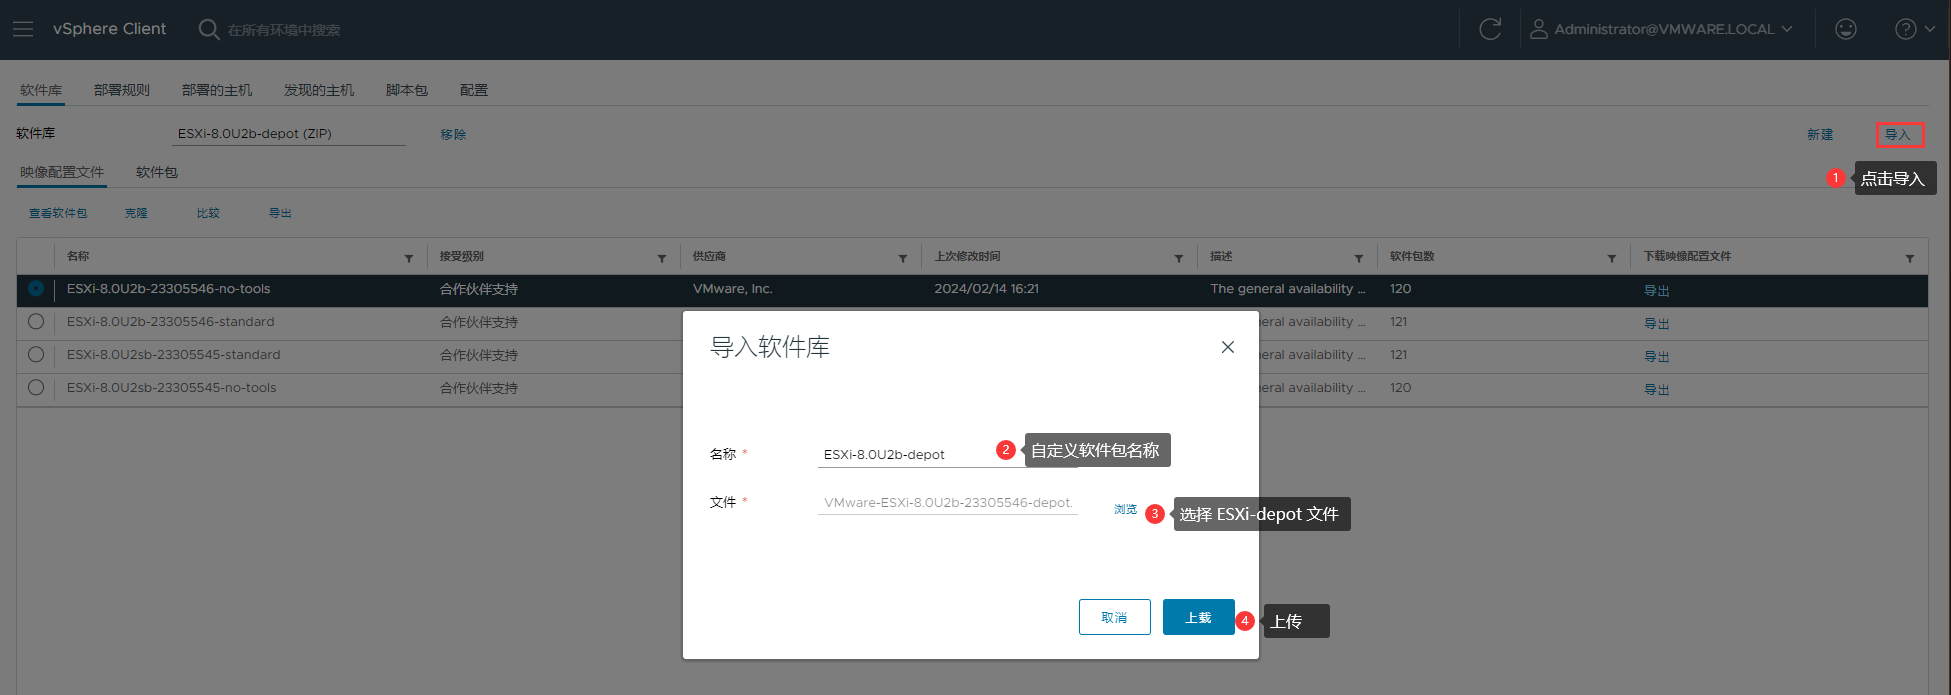 vSphere Client 在所有环境中搜索 Administrator@VMWARE.LOCAL
软件库 部署规则 部署的主机 发现的主机 脚本包 配置
软件库 ESXi-8.0U2b-depot (ZIP) 移除 新建 导入
1 点击导入
映像配置文件 软件包
查看软件包 克隆 比较 导出
名称 接受级别 供应商 上次修改时间 描述 软件包数 下载映像配置文件
ESXi-8.0U2b-23305546-no-tools 合作伙伴支持 VMware, Inc. 2024/02/14 16:21 The general availability ... 120 导出
ESXi-8.0U2b-23305546-standard 合作伙伴支持 eral availability ... 121 导出
ESXi-8.0U2sb-23305545-standard 合作伙伴支持 eral availability ... 121 导出
ESXi-8.0U2sb-23305545-no-tools 合作伙伴支持 eral availability ... 120 导出
导入软件库
名称 * ESXi-8.0U2b-depot 2 自定义软件包名称
文件 * VMware-ESXi-8.0U2b-23305546-depot. 浏览 3 选择 ESXi-depot 文件
取消 上载 4 上传